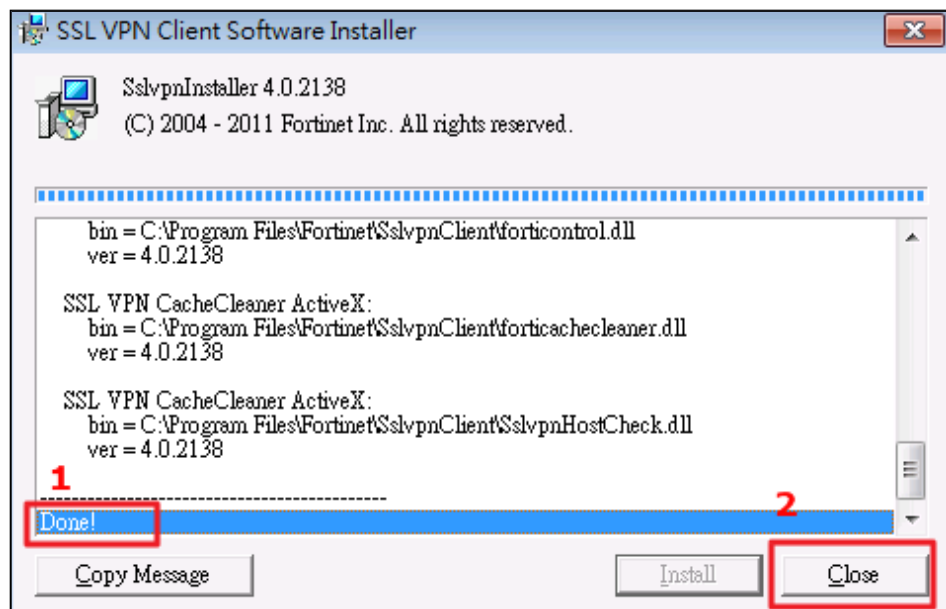 SSL VPN Client Software Installer
SslvpnInstaller 4.0.2138
(C) 2004 - 2011 Fortinet Inc. All rights reserved.
bin = C:\Program Files\Fortinet\SslvpnClient\forticontrol.dll
ver = 4.0.2138
SSL VPN CacheCleaner ActiveX:
bin = C:\Program Files\Fortinet\SslvpnClient\forticachecleaner.dll
ver = 4.0.2138
SSL VPN CacheCleaner ActiveX:
bin = C:\Program Files\Fortinet\SslvpnClient\SslvpnHostCheck.dll
ver = 4.0.2138
1
--------------------------------------------
Done!
2
Copy Message
Install
Close